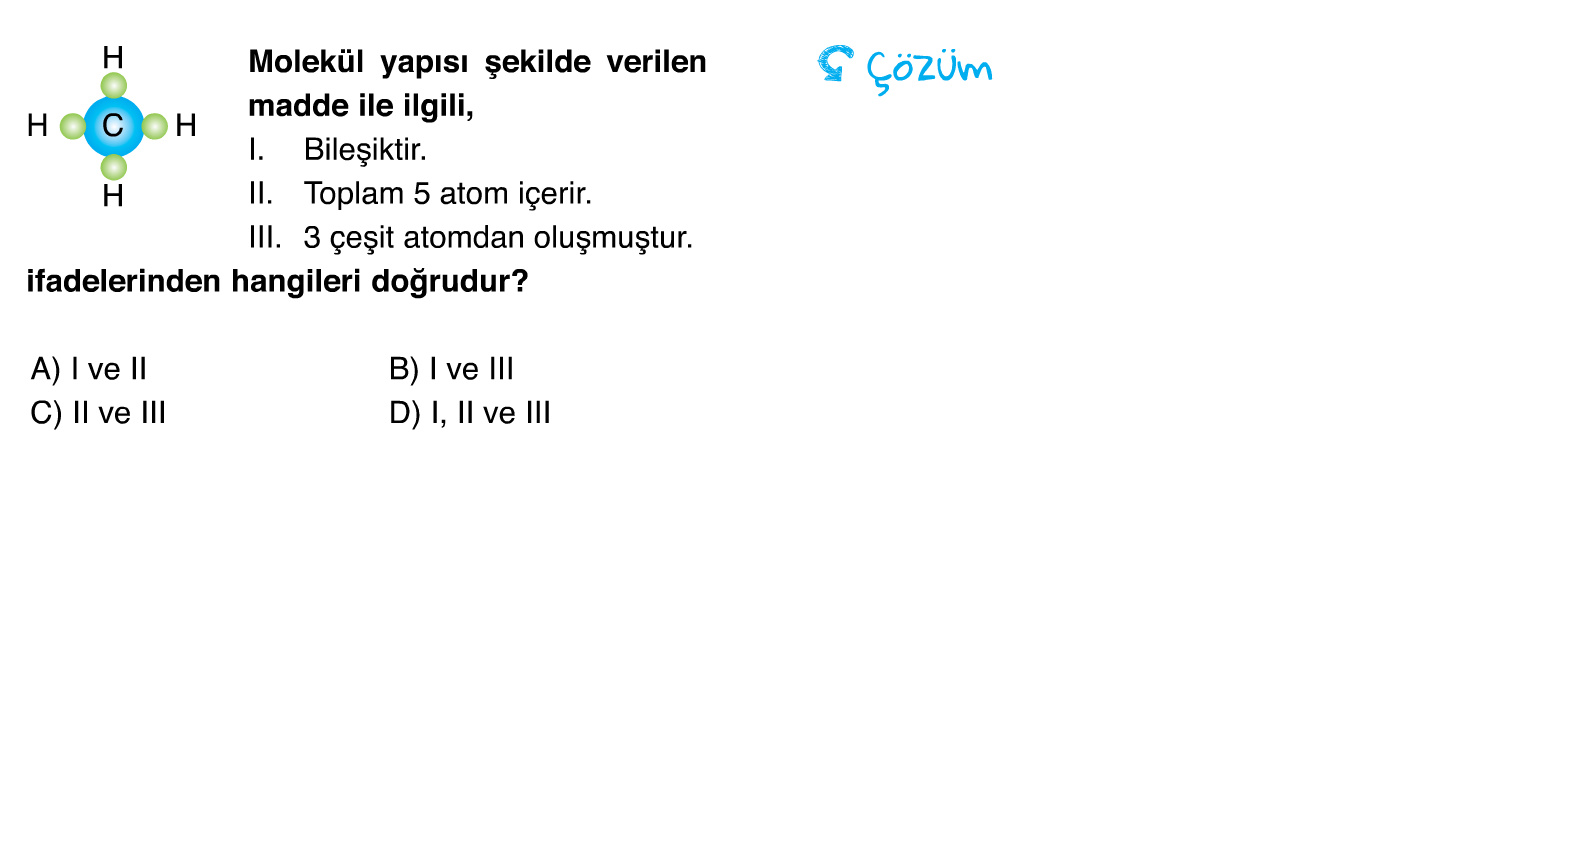 H
H C H
H
Molekül yapısı şekilde verilen
madde ile ilgili,
I. Bileşiktir.
II. Toplam 5 atom içerir.
III. 3 çeşit atomdan oluşmuştur.
ifadelerinden hangileri doğrudur?
A) I ve II B) I ve III
C) II ve III D) I, II ve III
Çözüm